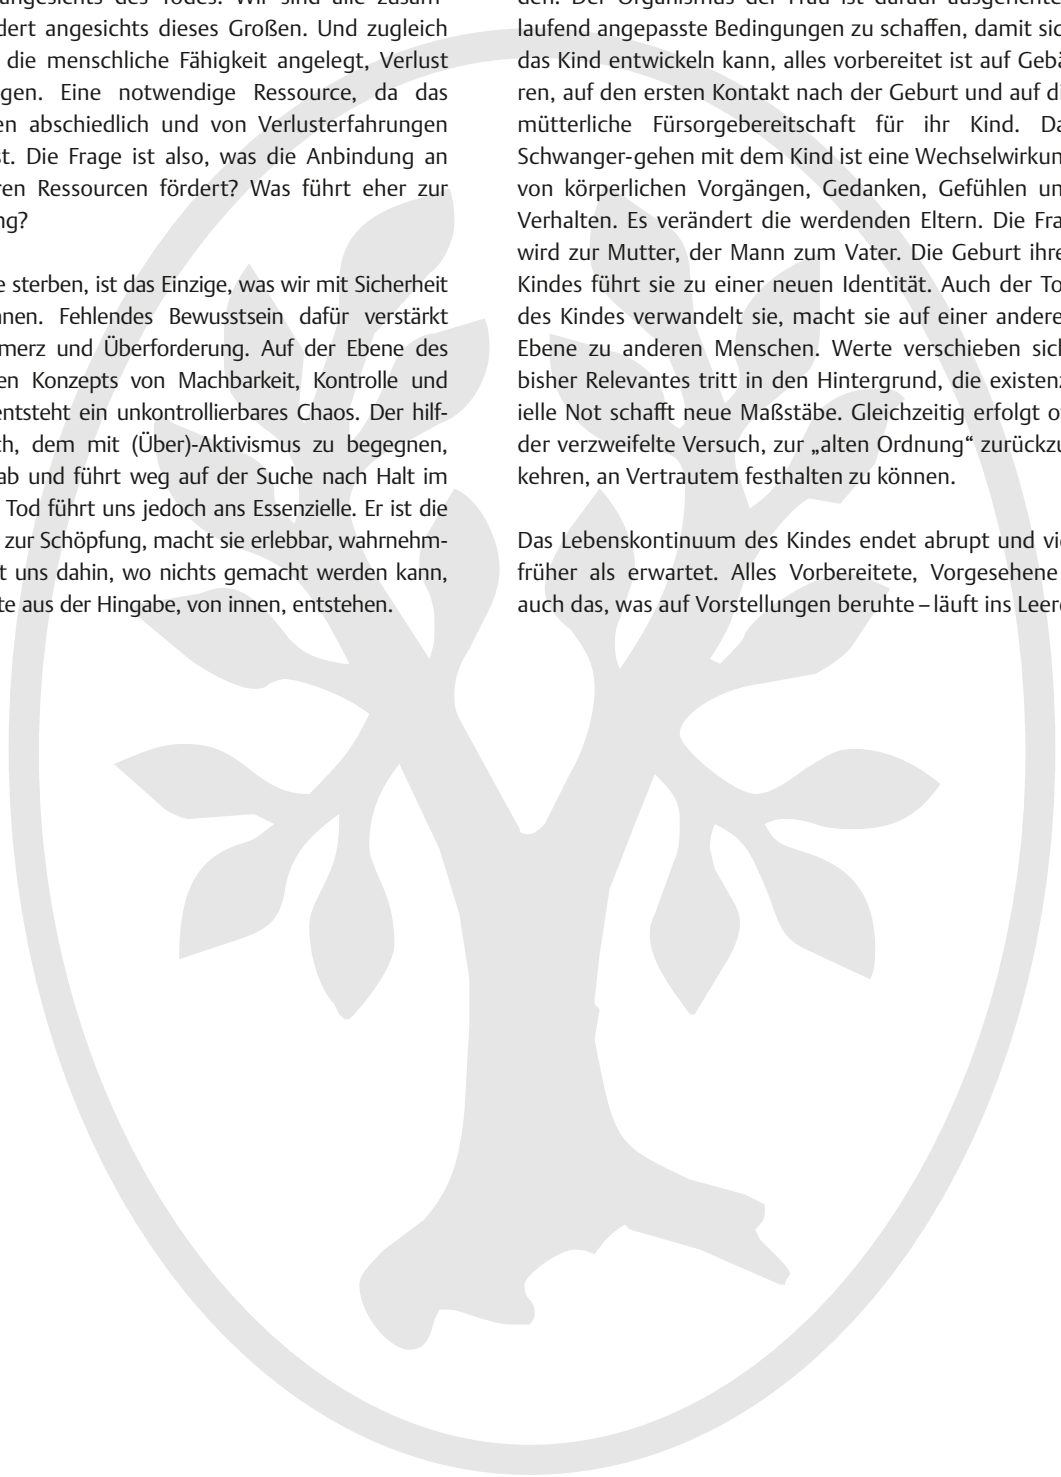 angesichts des Todes. Wir sind alle zusam-
dert angesichts dieses Großen. Und zugleich
die menschliche Fähigkeit angelegt, Verlust
gen. Eine notwendige Ressource, da das
en abschiedlich und von Verlusterfahrungen
st. Die Frage ist also, was die Anbindung an
ren Ressourcen fördert? Was führt eher zur
ng?
e sterben, ist das Einzige, was wir mit Sicherheit
nnen. Fehlendes Bewusstsein dafür verstärkt
merz und Überforderung. Auf der Ebene des
en Konzepts von Machbarkeit, Kontrolle und
entsteht ein unkontrollierbares Chaos. Der hilf-
ch, dem mit (Über)-Aktivismus zu begegnen,
ab und führt weg auf der Suche nach Halt im
Tod führt uns jedoch ans Essenzielle. Er ist die
zur Schöpfung, macht sie erlebbar, wahrnehm-
t uns dahin, wo nichts gemacht werden kann,
te aus der Hingabe, von innen, entstehen.
den. Der Organismus der Frau ist darauf ausgerichtet
laufend angepasste Bedingungen zu schaffen, damit sic
das Kind entwickeln kann, alles vorbereitet ist auf Gebä
ren, auf den ersten Kontakt nach der Geburt und auf di
mütterliche Fürsorgebereitschaft für ihr Kind. Da
Schwanger-gehen mit dem Kind ist eine Wechselwirkun
von körperlichen Vorgängen, Gedanken, Gefühlen un
Verhalten. Es verändert die werdenden Eltern. Die Fra
wird zur Mutter, der Mann zum Vater. Die Geburt ihre
Kindes führt sie zu einer neuen Identität. Auch der To
des Kindes verwandelt sie, macht sie auf einer andere
Ebene zu anderen Menschen. Werte verschieben sich
bisher Relevantes tritt in den Hintergrund, die existenz
ielle Not schafft neue Maßstäbe. Gleichzeitig erfolgt of
der verzweifelte Versuch, zur „alten Ordnung“ zurückzu
kehren, an Vertrautem festhalten zu können.
Das Lebenskontinuum des Kindes endet abrupt und vie
früher als erwartet. Alles Vorbereitete, Vorgesehene
auch das, was auf Vorstellungen beruhte – läuft ins Leere